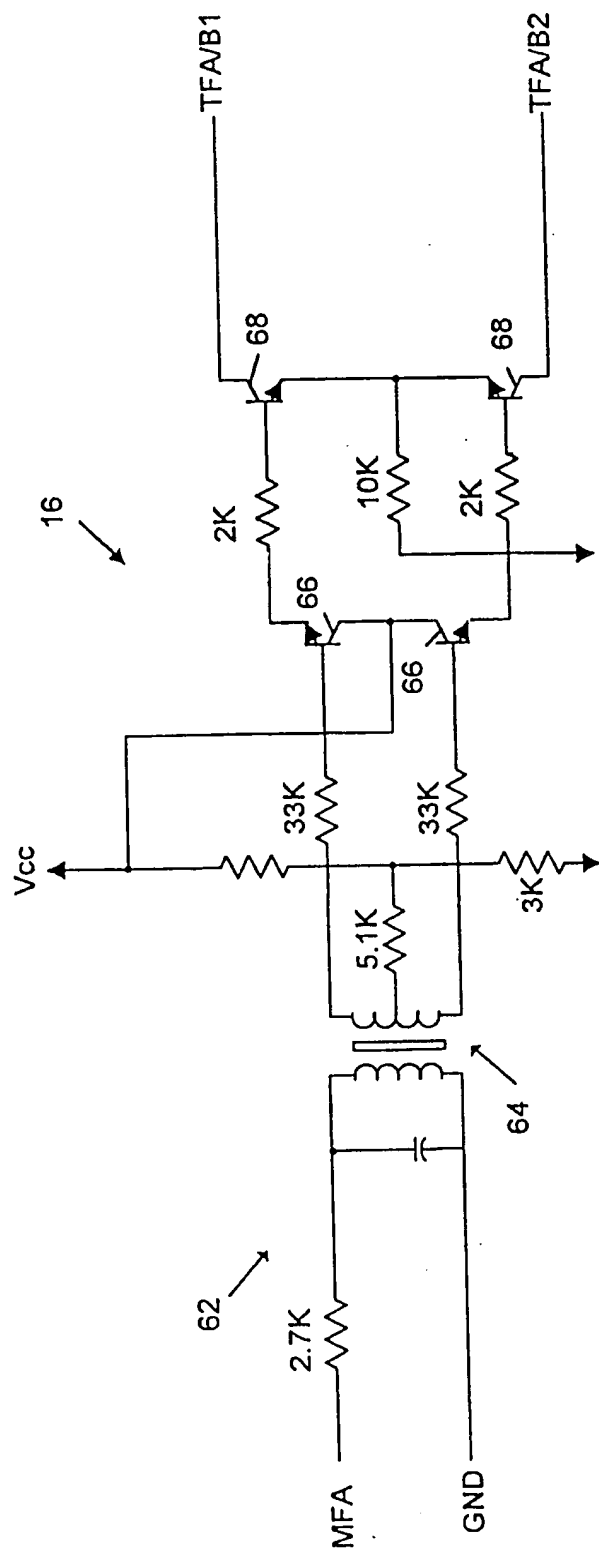 16
TFA/B1
68
2K
Vcc
66
33K
10K
62
2.7K
MFA
5.1K
66
68
33K
2K
3K
64
GND
TFA/B2